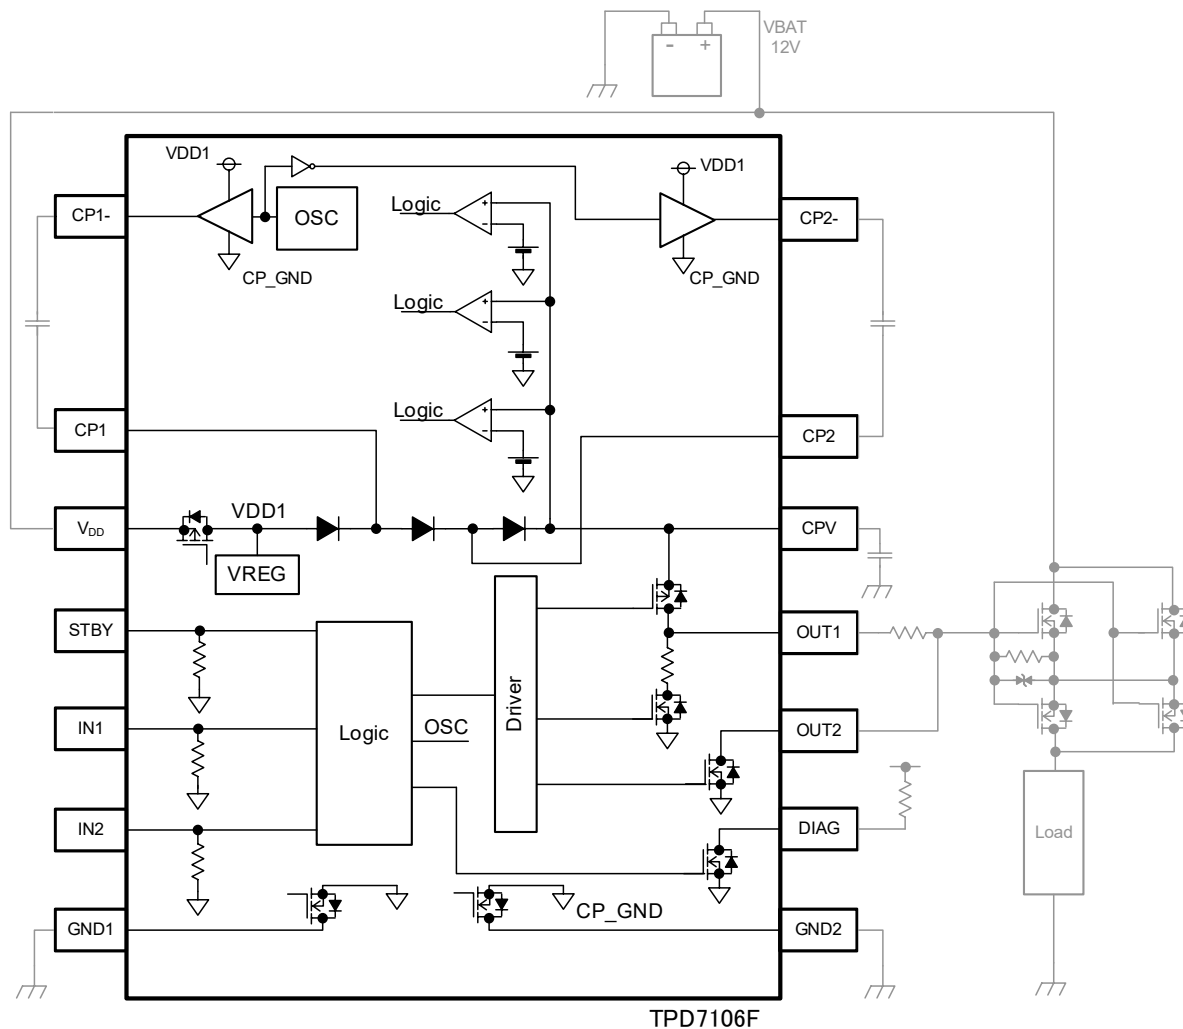 VBAT
12V
- +
VDD1
VDD1
CP1-
OSC
Logic
CP2-
CP_GND
CP_GND
Logic
Logic
CP1
CP2
VDD
VDD1
CPV
VREG
STBY
OUT1
IN1
Logic
OSC
Driver
OUT2
IN2
DIAG
Load
GND1
CP_GND
GND2
TPD7106F